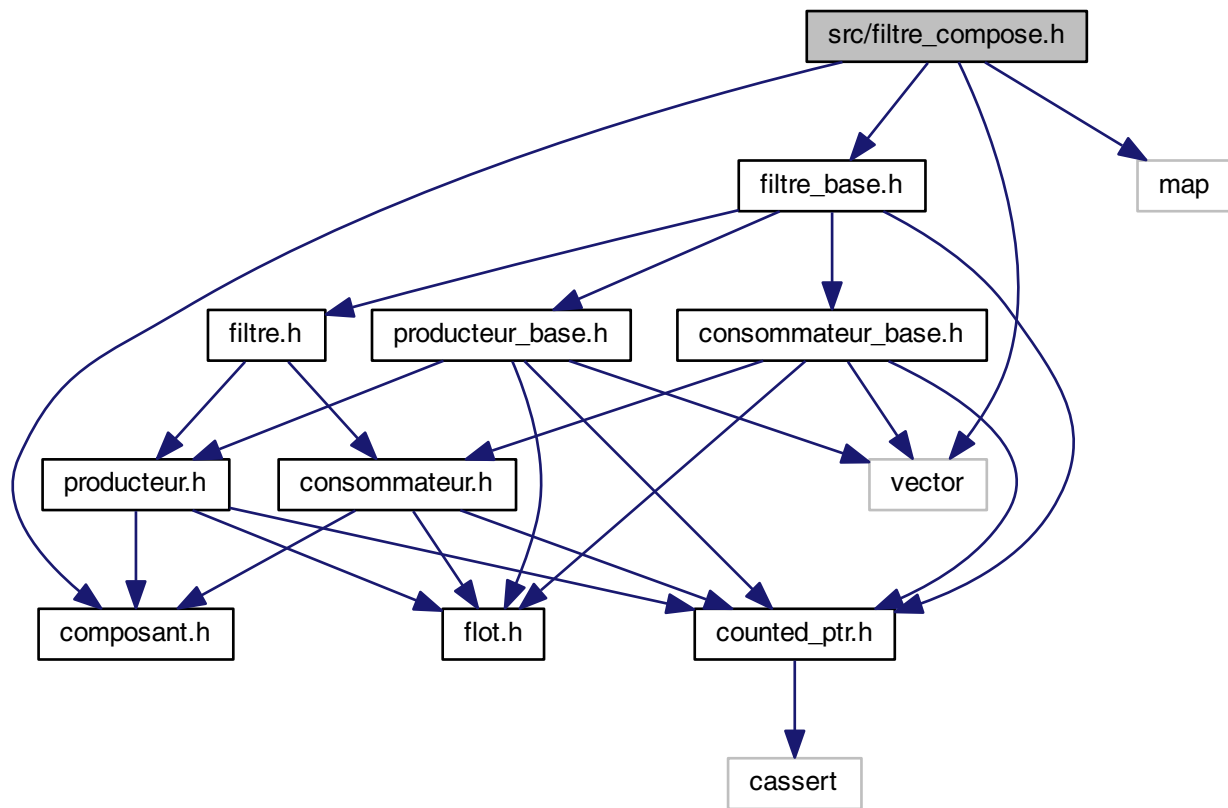 src/filtre_compose.h
filtre_base.h
map
filtre.h
producteur_base.h
consommateur_base.h
producteur.h
consommateur.h
vector
composant.h
flot.h
counted_ptr.h
cassert